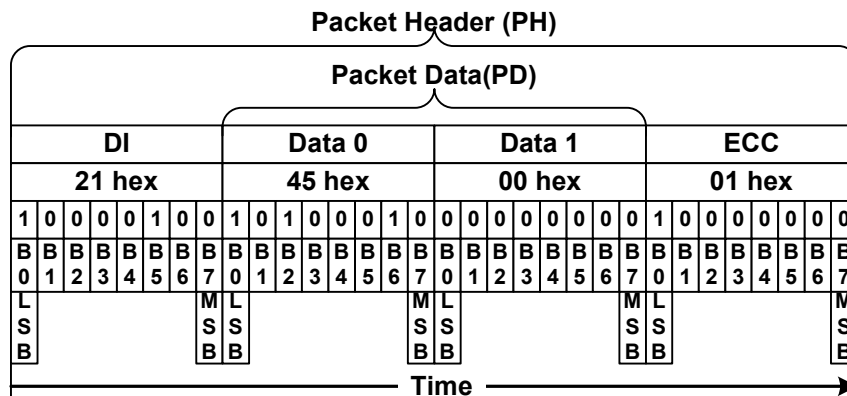 Packet Header (PH)
Packet Data(PD)
DI Data 0 Data 1 ECC
21 hex 45 hex 00 hex 01 hex
1 0 0 0 0 1 0 0 1 0 1 0 0 0 1 0 0 0 0 0 0 0 0 0 1 0 0 0 0 0 0 0
B0 B1 B2 B3 B4 B5 B6 B7 B0 B1 B2 B3 B4 B5 B6 B7 B0 B1 B2 B3 B4 B5 B6 B7 B0 B1 B2 B3 B4 B5 B6 B7
LSB MSB LSB MSB LSB MSB LSB MSB
Time